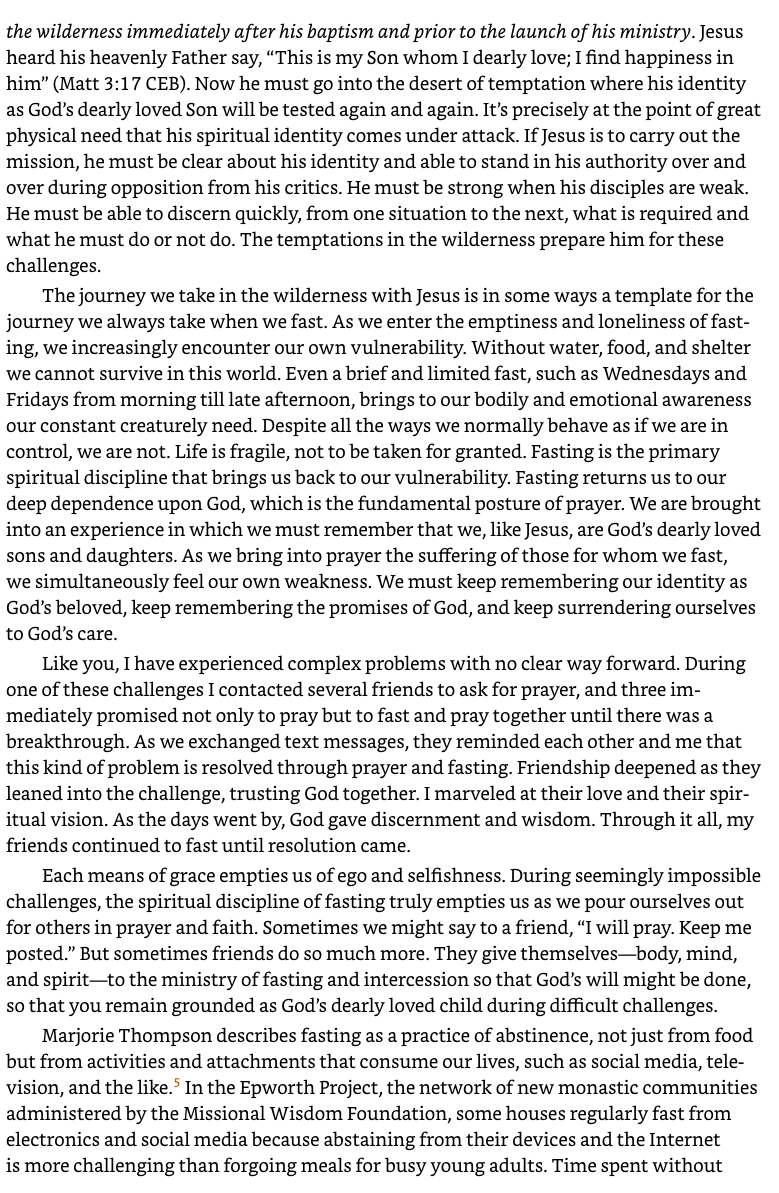 the wilderness immediately after his baptism and prior to the launch of his ministry. Jesus
heard his heavenly Father say, “This is my Son whom I dearly love; I find happiness in
him” (Matt 3:17 CEB). Now he must go into the desert of temptation where his identity
as God’s dearly loved Son will be tested again and again. It’s precisely at the point of great
physical need that his spiritual identity comes under attack. If Jesus is to carry out the
mission, he must be clear about his identity and able to stand in his authority over and
over during opposition from his critics. He must be strong when his disciples are weak.
He must be able to discern quickly, from one situation to the next, what is required and
what he must do or not do. The temptations in the wilderness prepare him for these
challenges.
The journey we take in the wilderness with Jesus is in some ways a template for the
journey we always take when we fast. As we enter the emptiness and loneliness of fast-
ing, we increasingly encounter our own vulnerability. Without water, food, and shelter
we cannot survive in this world. Even a brief and limited fast, such as Wednesdays and
Fridays from morning till late afternoon, brings to our bodily and emotional awareness
our constant creaturely need. Despite all the ways we normally behave as if we are in
control, we are not. Life is fragile, not to be taken for granted. Fasting is the primary
spiritual discipline that brings us back to our vulnerability. Fasting returns us to our
deep dependence upon God, which is the fundamental posture of prayer. We are brought
into an experience in which we must remember that we, like Jesus, are God’s dearly loved
sons and daughters. As we bring into prayer the suffering of those for whom we fast,
we simultaneously feel our own weakness. We must keep remembering our identity as
God’s beloved, keep remembering the promises of God, and keep surrendering ourselves
to God’s care.
Like you, I have experienced complex problems with no clear way forward. During
one of these challenges I contacted several friends to ask for prayer, and three im-
mediately promised not only to pray but to fast and pray together until there was a
breakthrough. As we exchanged text messages, they reminded each other and me that
this kind of problem is resolved through prayer and fasting. Friendship deepened as they
leaned into the challenge, trusting God together. I marveled at their love and their spir-
itual vision. As the days went by, God gave discernment and wisdom. Through it all, my
friends continued to fast until resolution came.
Each means of grace empties us of ego and selfishness. During seemingly impossible
challenges, the spiritual discipline of fasting truly empties us as we pour ourselves out
for others in prayer and faith. Sometimes we might say to a friend, “I will pray. Keep me
posted.” But sometimes friends do so much more. They give themselves—body, mind,
and spirit—to the ministry of fasting and intercession so that God’s will might be done,
so that you remain grounded as God’s dearly loved child during difficult challenges.
Marjorie Thompson describes fasting as a practice of abstinence, not just from food
but from activities and attachments that consume our lives, such as social media, tele-
vision, and the like.5 In the Epworth Project, the network of new monastic communities
administered by the Missional Wisdom Foundation, some houses regularly fast from
electronics and social media because abstaining from their devices and the Internet
is more challenging than forgoing meals for busy young adults. Time spent without